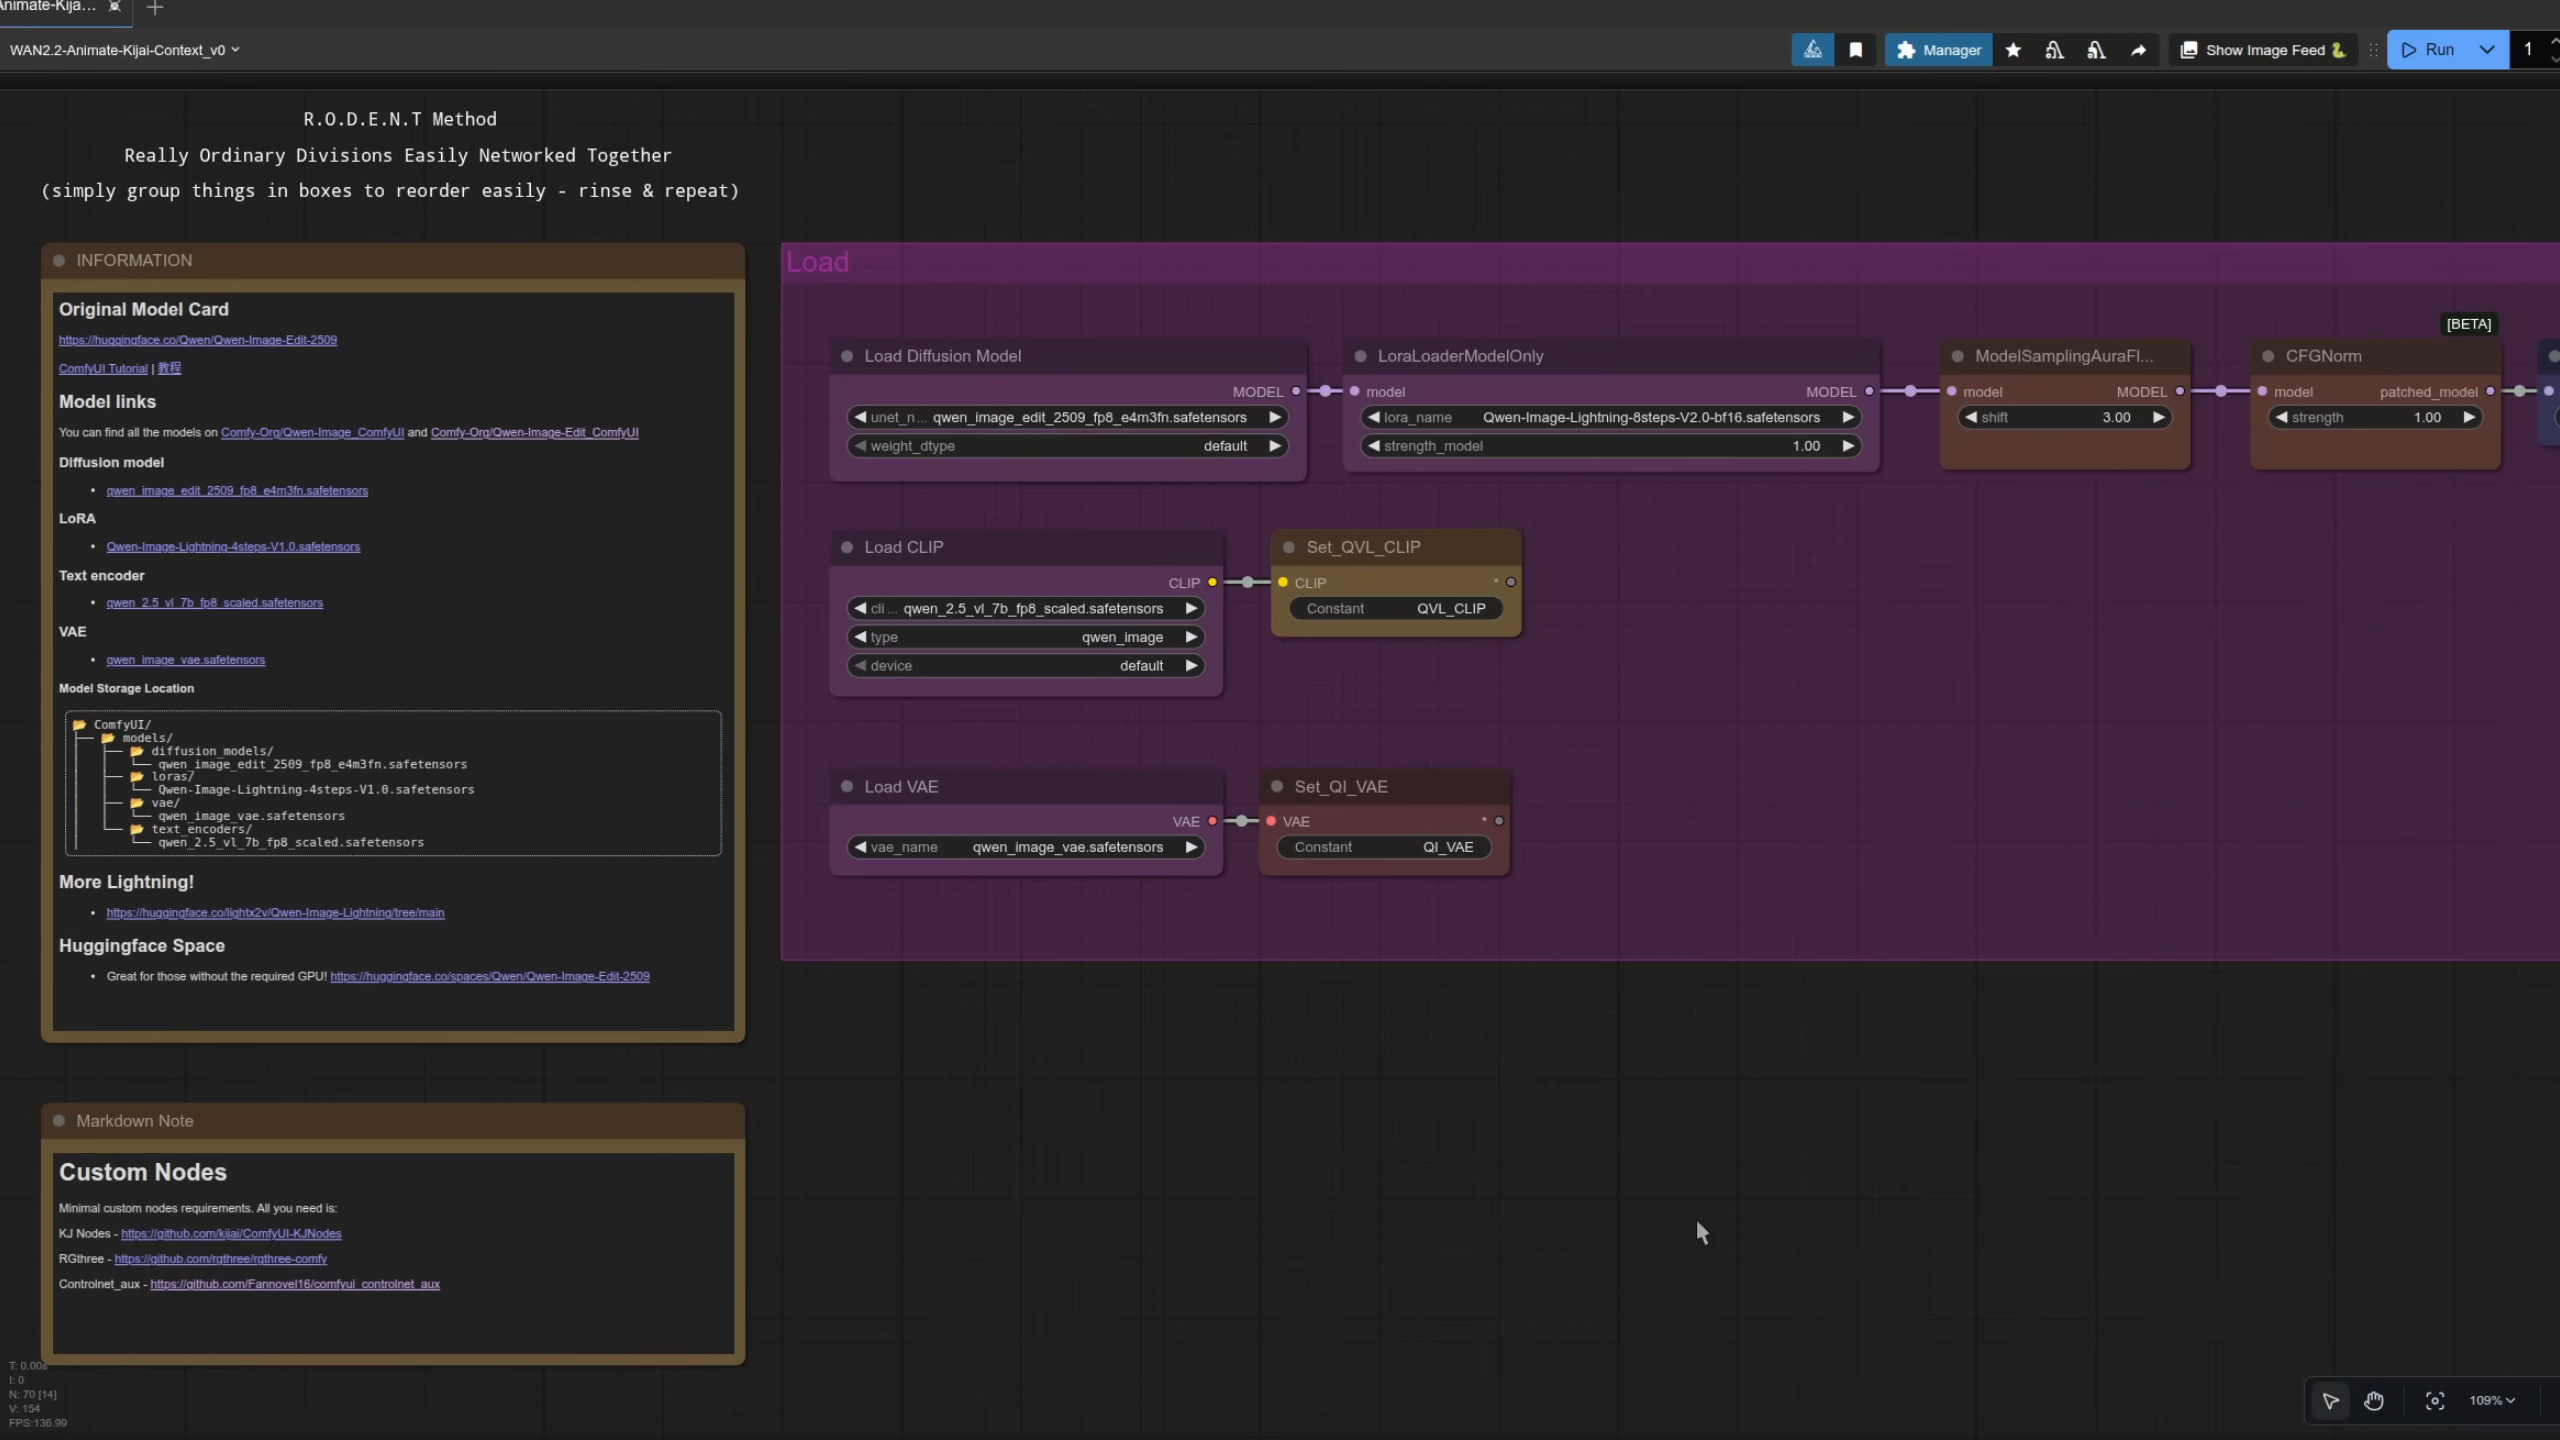 Animate-Kija...
WAN2.2-Animate-Kijai-Context_v0
Manager
Show Image Feed 🐍
Run
1
R.O.D.E.N.T Method
Really Ordinary Divisions Easily Networked Together
(simply group things in boxes to reorder easily - rinse & repeat)
INFORMATION
Original Model Card
https://huggingface.co/Qwen/Qwen-Image-Edit-2509
ComfyUI Tutorial | 教程
Model links
You can find all the models on Comfy-Org/Qwen-Image_ComfyUI and Comfy-Org/Qwen-Image-Edit_ComfyUI
Diffusion model
• qwen_image_edit_2509_fp8_e4m3fn.safetensors
LoRA
• Qwen-Image-Lightning-4steps-V1.0.safetensors
Text encoder
• qwen_2.5_vl_7b_fp8_scaled.safetensors
VAE
• qwen_image_vae.safetensors
Model Storage Location
📂 ComfyUI/
├── 📂 models/
│   ├── 📂 diffusion_models/
│   │   └── qwen_image_edit_2509_fp8_e4m3fn.safetensors
│   ├── 📂 loras/
│   │   └── Qwen-Image-Lightning-4steps-V1.0.safetensors
│   ├── 📂 vae/
│   │   └── qwen_image_vae.safetensors
│   └── 📂 text_encoders/
│       └── qwen_2.5_vl_7b_fp8_scaled.safetensors
More Lightning!
• https://huggingface.co/lightx2v/Qwen-Image-Lightning/tree/main
Huggingface Space
• Great for those without the required GPU! https://huggingface.co/spaces/Qwen/Qwen-Image-Edit-2509
Markdown Note
Custom Nodes
Minimal custom nodes requirements. All you need is:
KJ Nodes - https://github.com/kijai/ComfyUI-KJNodes
RGthree - https://github.com/rgthree/rgthree-comfy
Controlnet_aux - https://github.com/Fannovel16/comfyui_controlnet_aux
T: 0.00s
I: 0
N: 70 [14]
V: 154
FPS:136.99
Load
Load Diffusion Model
MODEL
unet_n... qwen_image_edit_2509_fp8_e4m3fn.safetensors
weight_dtype default
LoraLoaderModelOnly
model MODEL
lora_name Qwen-Image-Lightning-8steps-V2.0-bf16.safetensors
strength_model 1.00
ModelSamplingAuraFl...
model MODEL
shift 3.00
[BETA]
CFGNorm
model patched_model
strength 1.00
Load CLIP
CLIP
cli ... qwen_2.5_vl_7b_fp8_scaled.safetensors
type qwen_image
device default
Set_QVL_CLIP
CLIP *
Constant QVL_CLIP
Load VAE
VAE
vae_name qwen_image_vae.safetensors
Set_QI_VAE
VAE *
Constant QI_VAE
109%